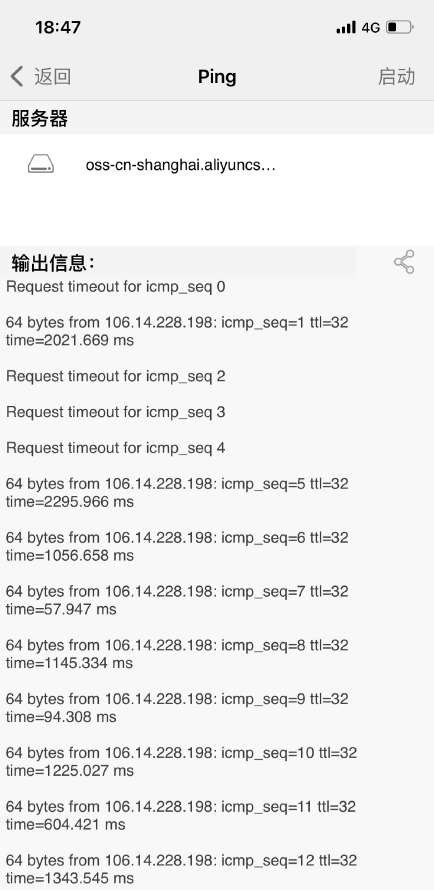 18:47
4G
返回
Ping
启动
服务器
oss-cn-shanghai.aliyuncs...
输出信息：
Request timeout for icmp_seq 0
64 bytes from 106.14.228.198: icmp_seq=1 ttl=32
time=2021.669 ms
Request timeout for icmp_seq 2
Request timeout for icmp_seq 3
Request timeout for icmp_seq 4
64 bytes from 106.14.228.198: icmp_seq=5 ttl=32
time=2295.966 ms
64 bytes from 106.14.228.198: icmp_seq=6 ttl=32
time=1056.658 ms
64 bytes from 106.14.228.198: icmp_seq=7 ttl=32
time=57.947 ms
64 bytes from 106.14.228.198: icmp_seq=8 ttl=32
time=1145.334 ms
64 bytes from 106.14.228.198: icmp_seq=9 ttl=32
time=94.308 ms
64 bytes from 106.14.228.198: icmp_seq=10 ttl=32
time=1225.027 ms
64 bytes from 106.14.228.198: icmp_seq=11 ttl=32
time=604.421 ms
64 bytes from 106.14.228.198: icmp_seq=12 ttl=32
time=1343.545 ms